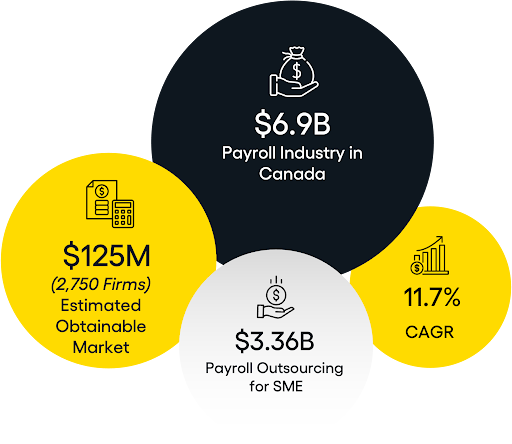 $6.9B
Payroll Industry in
Canada
$125M
(2,750 Firms)
Estimated
Obtainable
Market
$3.36B
Payroll Outsourcing
for SME
11.7%
CAGR